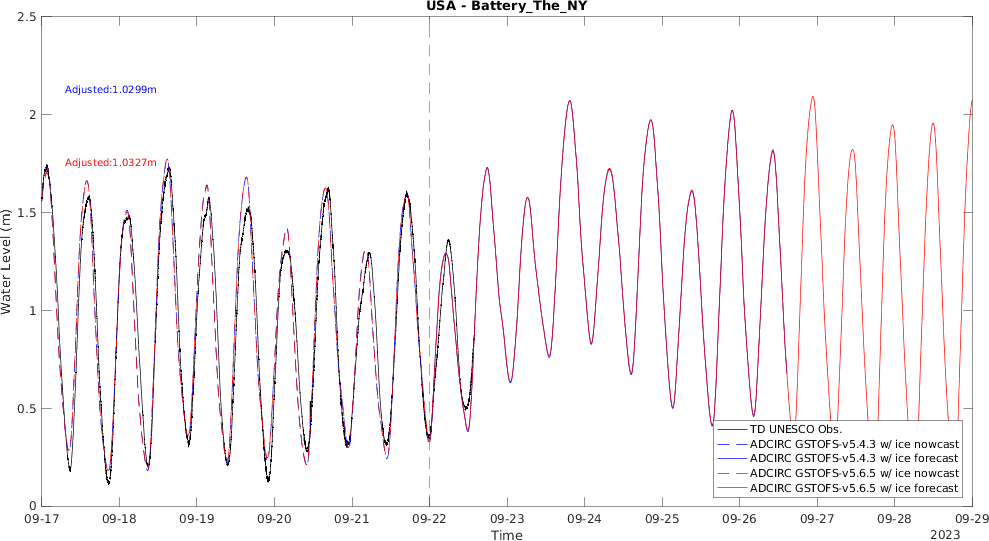 USA - Battery_The_NY
2.5
Adjusted:1.0299m
2
Adjusted:1.0327m
1.5
Water Level (m)
1
0.5
0
TD UNESCO Obs.
ADCIRC GSTOFS-v5.4.3 w/ ice nowcast
ADCIRC GSTOFS-v5.4.3 w/ ice forecast
ADCIRC GSTOFS-v5.6.5 w/ ice nowcast
ADCIRC GSTOFS-v5.6.5 w/ ice forecast
09-17 09-18 09-19 09-20 09-21 09-22 09-23 09-24 09-25 09-26 09-27 09-28 09-29
Time
2023